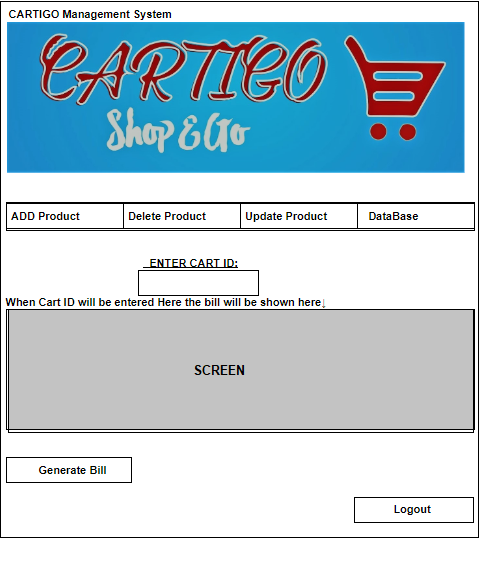 CARTIGO Management System
CARTIGO
Shop & Go
ADD Product Delete Product Update Product DataBase
ENTER CART ID:
When Cart ID will be entered Here the bill will be shown here↓
SCREEN
Generate Bill
Logout